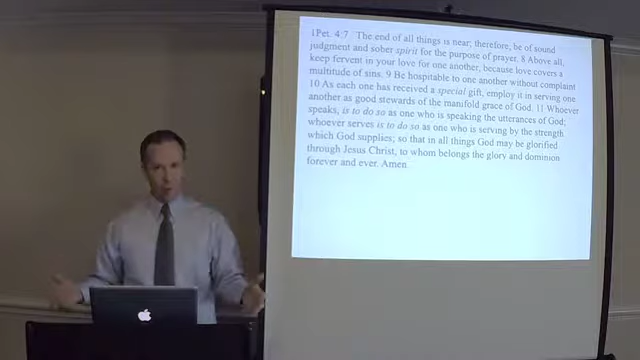 1Pet. 4:7 The end of all things is near; therefore, be of sound
judgment and sober spirit for the purpose of prayer. 8 Above all,
keep fervent in your love for one another, because love covers a
multitude of sins. 9 Be hospitable to one another without complaint
10 As each one has received a special gift, employ it in serving one
another as good stewards of the manifold grace of God. 11 Whoever
speaks, is to do so as one who is speaking the utterances of God;
whoever serves is to do so as one who is serving by the strength
which God supplies; so that in all things God may be glorified
through Jesus Christ, to whom belongs the glory and dominion
forever and ever. Amen